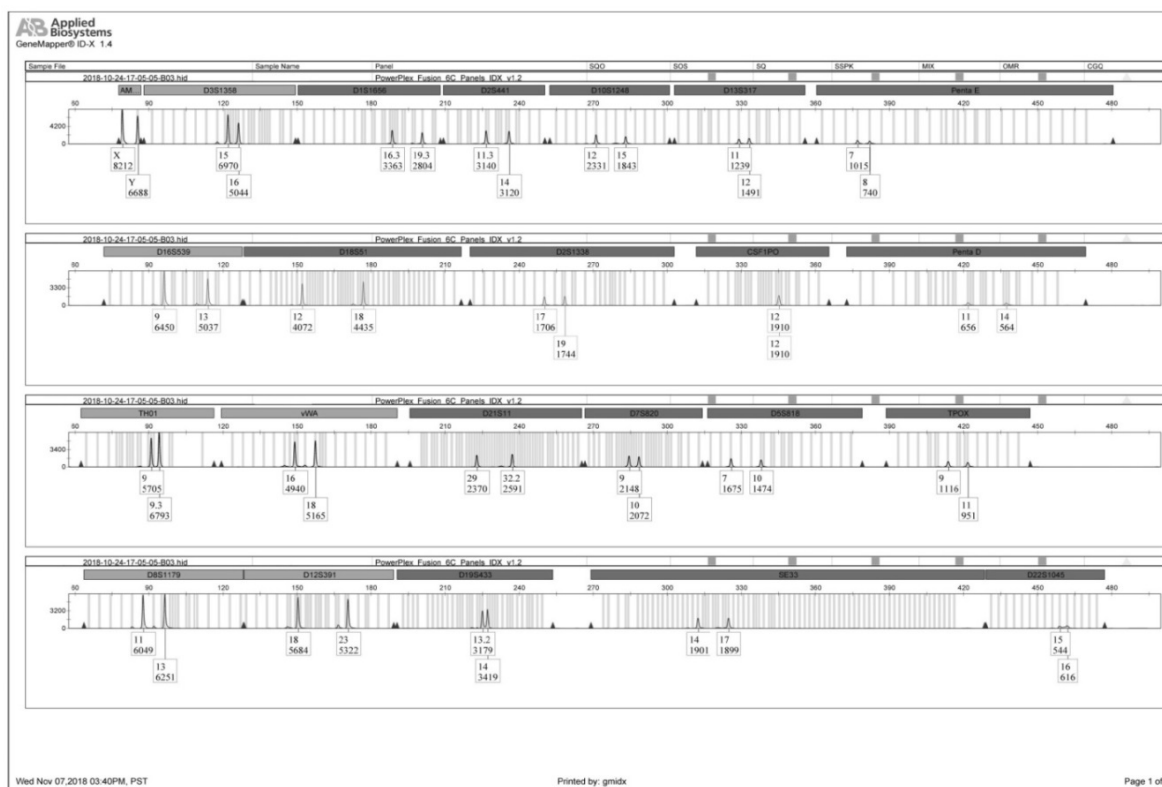 AB Applied
Biosystems
GeneMapper® ID-X 1.4
Sample File Sample Name Panel SQO SOS SQ SSPK MIX OMR CGQ
2018-10-24-17-05-05-B03.hid PowerPlex_Fusion_6C_Panels_IDX_v1.2
AM D3S1358 D1S1656 D2S441 D10S1248 D13S317 Penta E
60 90 120 150 180 210 240 270 300 330 360 390 420 450 480
4200
0
X 15 16.3 19.3 11.3 12 15 11 7
8212 6970 3363 2804 3140 2331 1843 1239 1015
Y 16 14 12 8
6688 5044 3120 1491 740
2018-10-24-17-05-05-B03.hid PowerPlex_Fusion_6C_Panels_IDX_v1.2
D16S539 D18S51 D2S1338 CSF1PO Penta D
60 90 120 150 180 210 240 270 300 330 360 390 420 450 480
3300
0
9 13 12 18 17 12 11 14
6450 5037 4072 4435 1706 1910 656 564
19 12
1744 1910
2018-10-24-17-05-05-B03.hid PowerPlex_Fusion_6C_Panels_IDX_v1.2
TH01 vWA D21S11 D7S820 D5S818 TPOX
60 90 120 150 180 210 240 270 300 330 360 390 420 450 480
3400
0
9 16 29 32.2 9 7 10 9
5705 4940 2370 2591 2148 1675 1474 1116
9.3 18 10 11
6793 5165 2072 951
2018-10-24-17-05-05-B03.hid PowerPlex_Fusion_6C_Panels_IDX_v1.2
D8S1179 D12S391 D19S433 SE33 D22S1045
60 90 120 150 180 210 240 270 300 330 360 390 420 450 480
3200
0
11 18 23 13.2 14 17 15
6049 5684 5322 3179 1901 1899 544
13 14 16
6251 3419 616
Wed Nov 07,2018 03:40PM, PST Printed by: gmidx Page 1 of